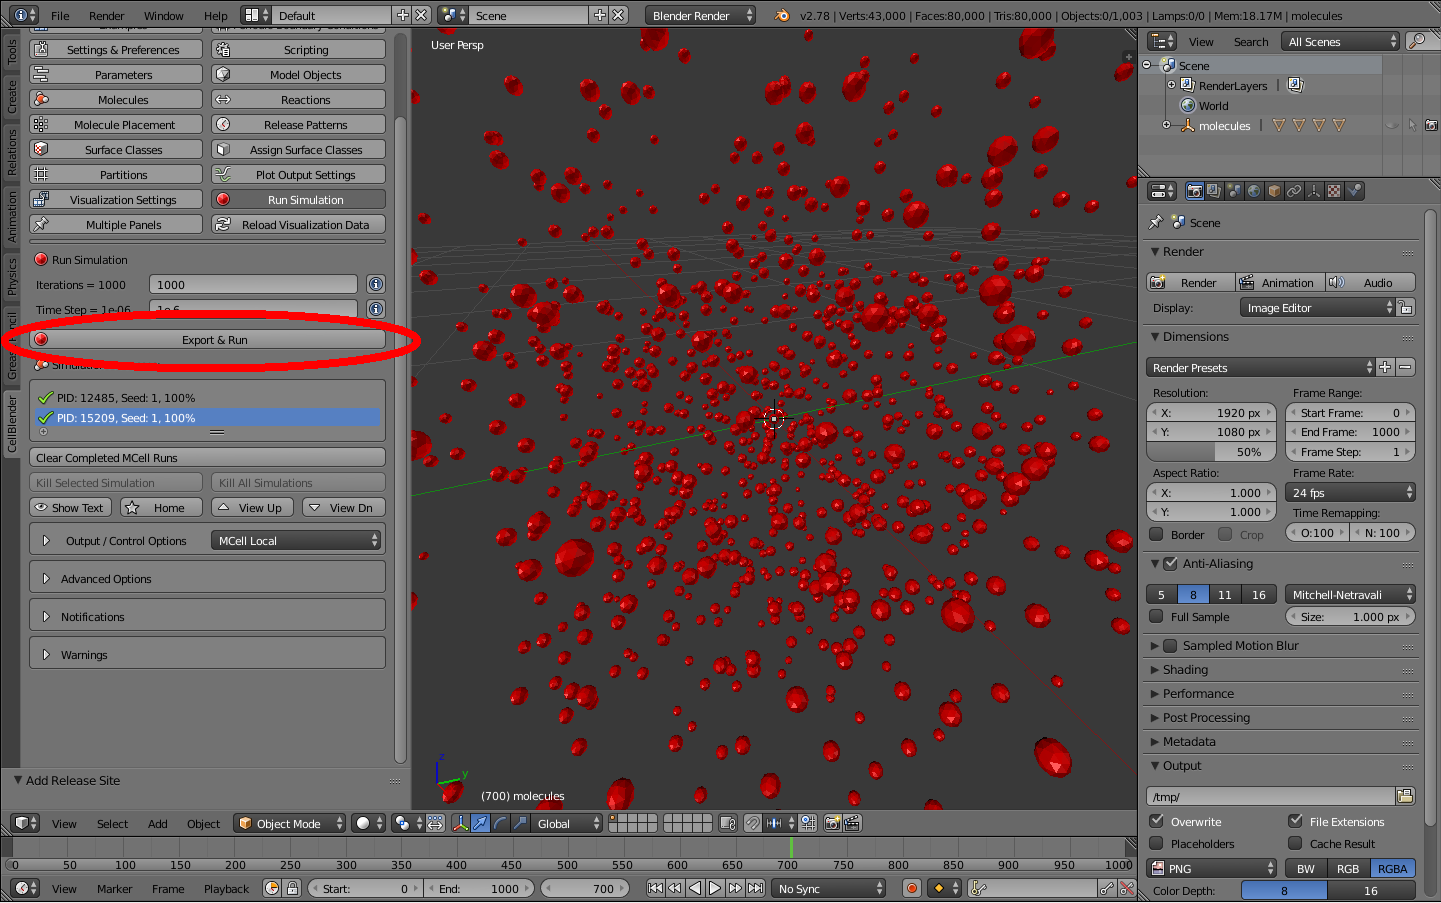 File Render Window Help Default Scene Blender Render v2.78 | Verts:43,000 | Faces:80,000 | Tris:80,000 | Objects:0/1,003 | Lamps:0/0 | Mem:18.17M | molecules
Tools
Create
Relations
Animation
Physics
CellBlender
Settings & Preferences Scripting
Parameters Model Objects
Molecules Reactions
Molecule Placement Release Patterns
Surface Classes Assign Surface Classes
Partitions Plot Output Settings
Visualization Settings Run Simulation
Multiple Panels Reload Visualization Data
Run Simulation
Iterations = 1000 1000
Time Step = 1e-06 1e-6
Export & Run
PID: 12485, Seed: 1, 100%
PID: 15209, Seed: 1, 100%
Clear Completed MCell Runs
Kill Selected Simulation Kill All Simulations
Show Text Home View Up View Dn
Output / Control Options MCell Local
Advanced Options
Notifications
Warnings
Add Release Site
User Persp
z
y
(700) molecules
View Select Add Object Object Mode Global
0 50 100 150 200 250 300 350 400 450 500 550 600 650 700 750 800 850 900 950 1000
View Marker Frame Playback Start: 0 End: 1000 700 No Sync
View Search All Scenes
Scene
RenderLayers |
World
molecules |
Scene
Render
Render Animation Audio
Display: Image Editor
Dimensions
Render Presets
Resolution: Frame Range:
X: 1920 px Start Frame: 0
Y: 1080 px End Frame: 1000
50% Frame Step: 1
Aspect Ratio: Frame Rate:
X: 1.000 24 fps
Y: 1.000 Time Remapping:
Border Crop O:100 N: 100
Anti-Aliasing
5 8 11 16 Mitchell-Netravali
Full Sample Size: 1.000 px
Sampled Motion Blur
Shading
Performance
Post Processing
Metadata
Output
/tmp/
Overwrite File Extensions
Placeholders Cache Result
PNG BW RGB RGBA
Color Depth: 8 16